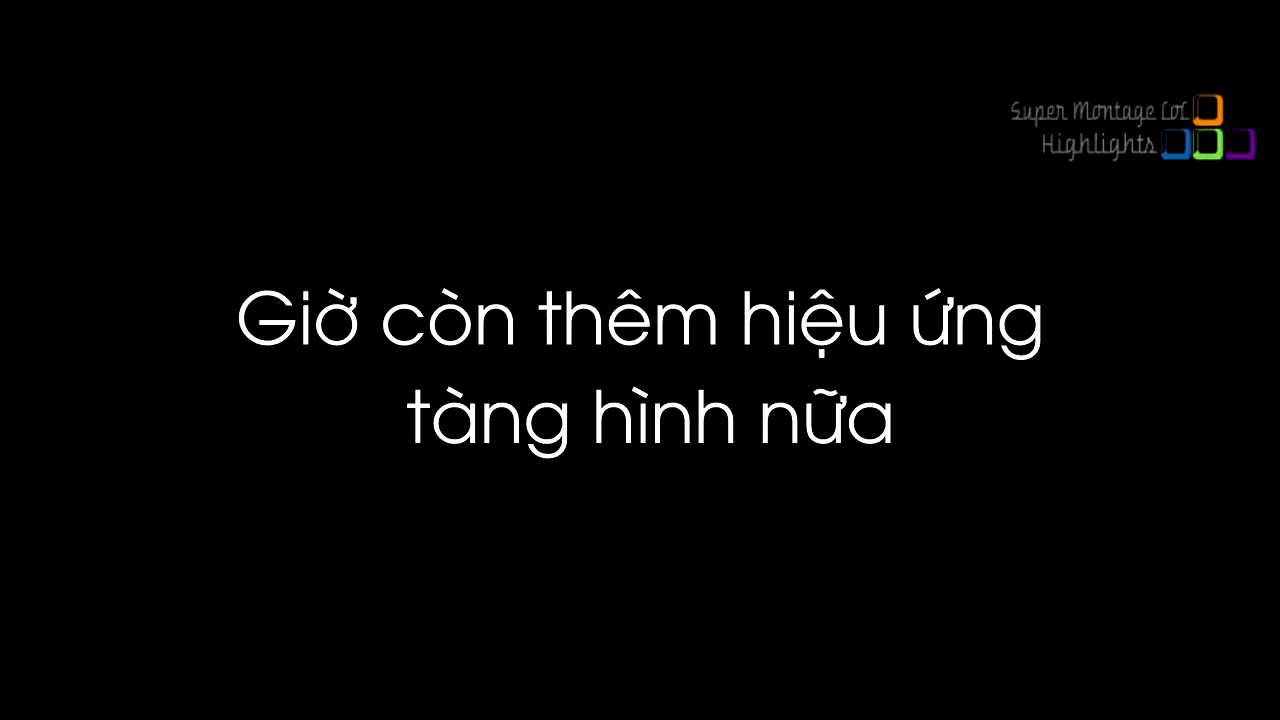 Super Montage LoL
Highlights
Giờ còn thêm hiệu ứng
tàng hình nữa